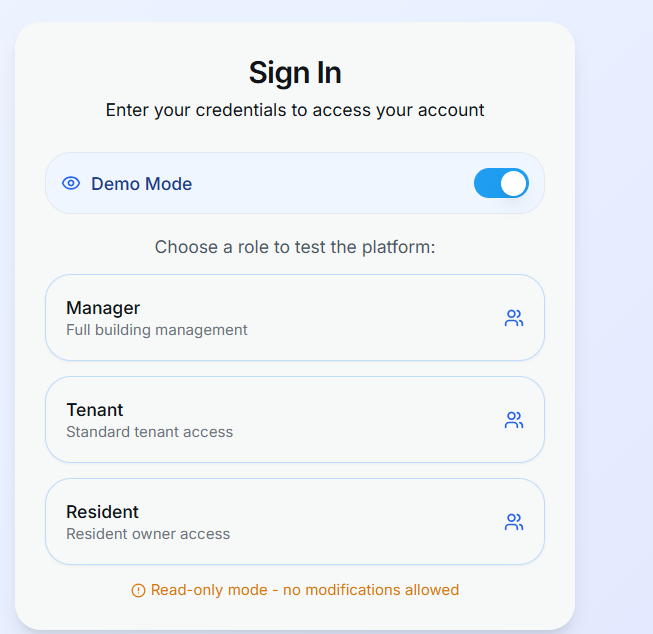 Sign In
Enter your credentials to access your account
Demo Mode
Choose a role to test the platform:
Manager
Full building management
Tenant
Standard tenant access
Resident
Resident owner access
Read-only mode - no modifications allowed